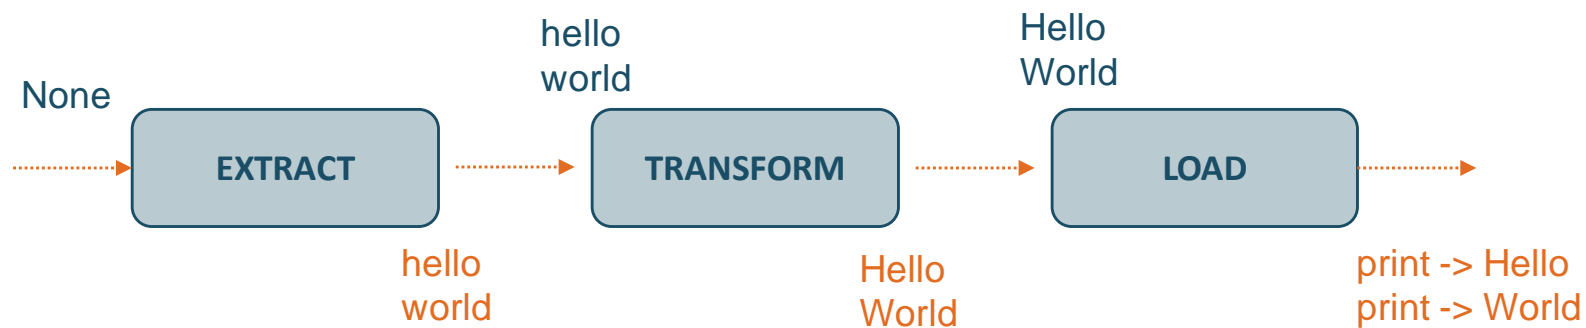 None
EXTRACT
hello
world
hello
world
TRANSFORM
Hello
World
Hello
World
LOAD
print -> Hello
print -> World